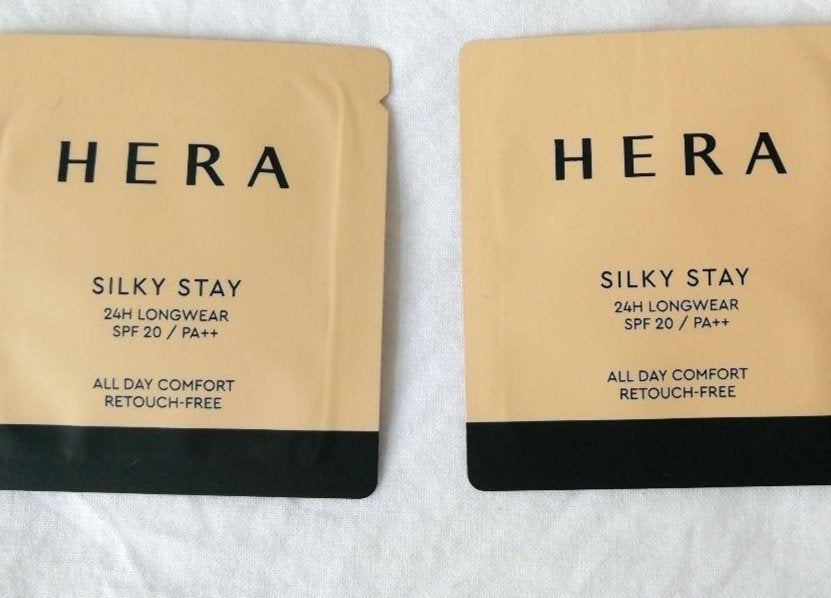 HERA
SILKY STAY
24H LONGWEAR
SPF 20 / PA++
ALL DAY COMFORT
RETOUCH-FREE
HERA
SILKY STAY
24H LONGWEAR
SPF 20 / PA++
ALL DAY COMFORT
RETOUCH-FREE